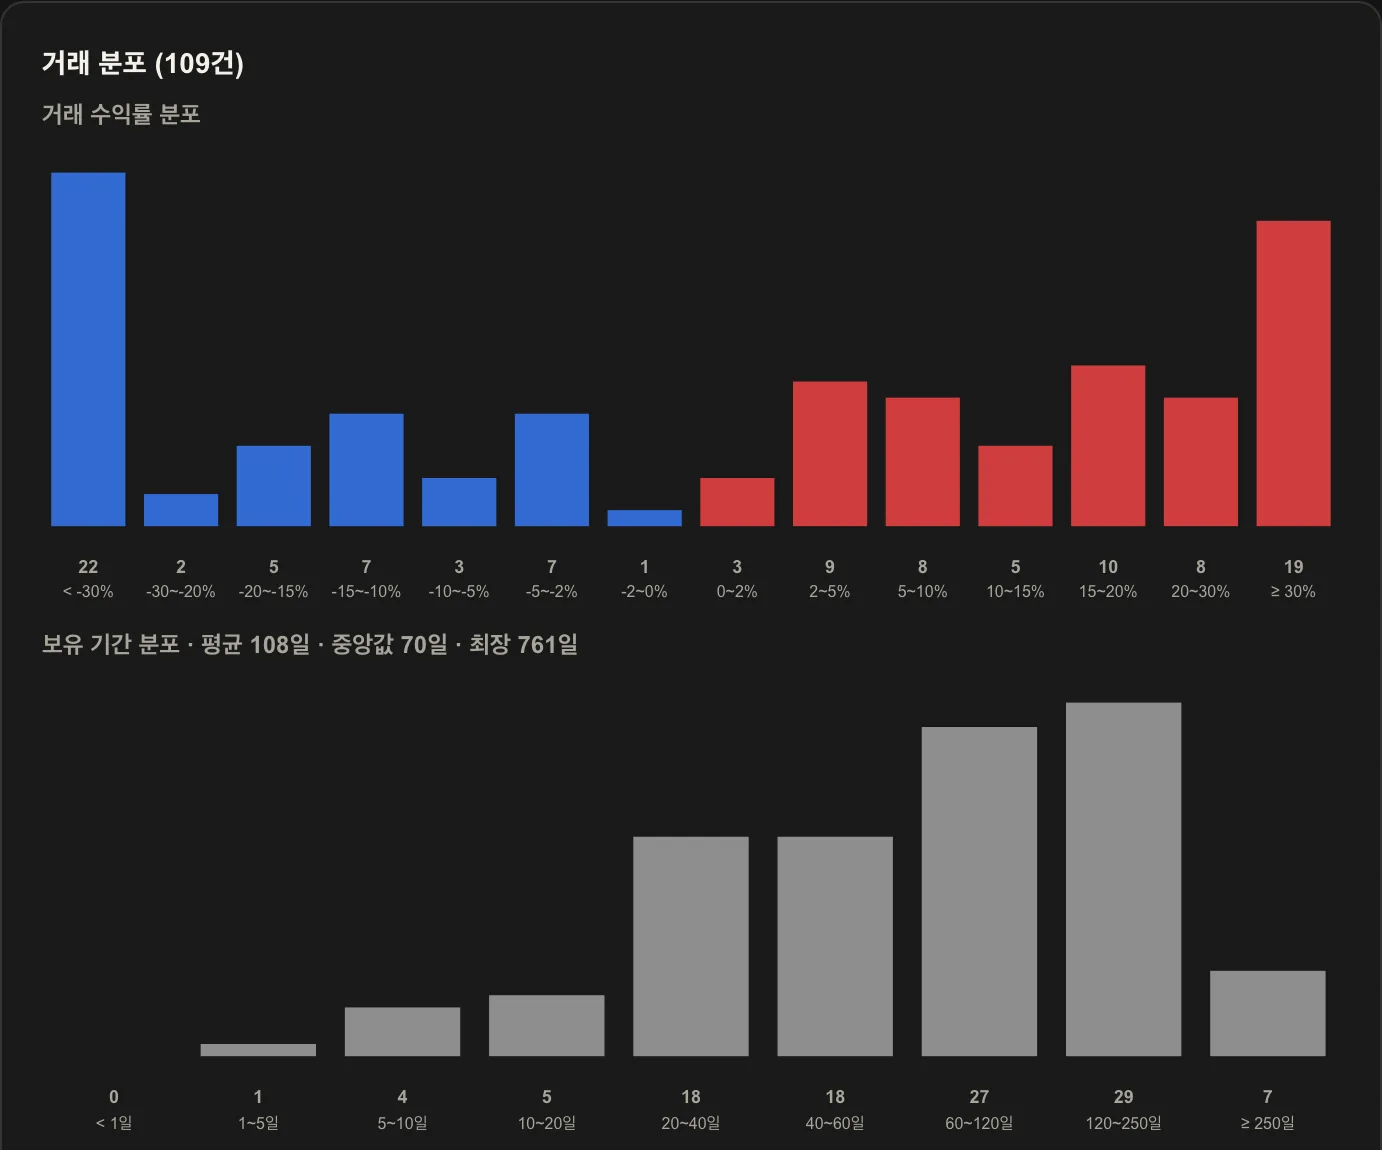 거래 분포 (109건)
거래 수익률 분포
22 2 5 7 3 7 1 3 9 8 5 10 8 19
< -30% -30~-20% -20~-15% -15~-10% -10~-5% -5~-2% -2~0% 0~2% 2~5% 5~10% 10~15% 15~20% 20~30% ≥ 30%
보유 기간 분포 · 평균 108일 · 중앙값 70일 · 최장 761일
0 1 4 5 18 18 27 29 7
< 1일 1~5일 5~10일 10~20일 20~40일 40~60일 60~120일 120~250일 ≥ 250일